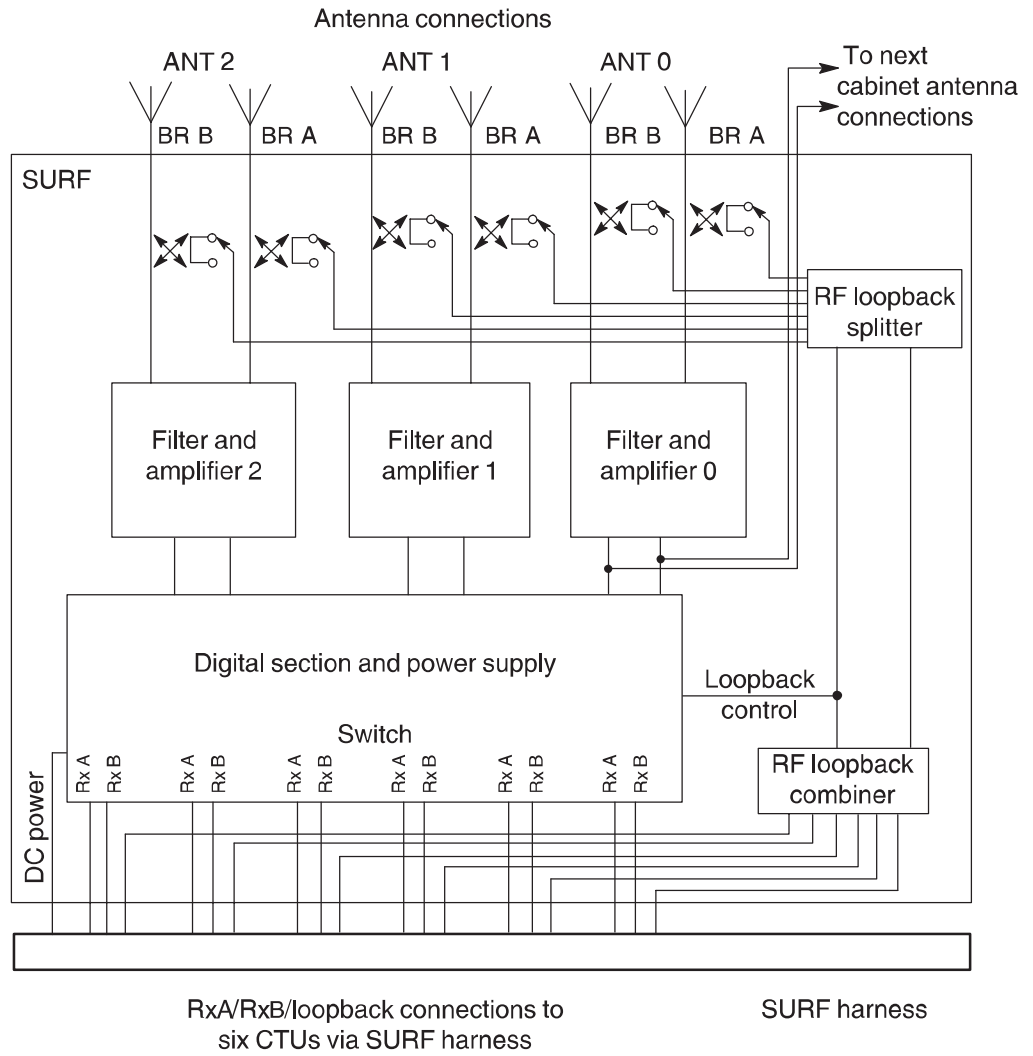 Antenna connections
ANT 2
ANT 1
ANT 0
To next
cabinet antenna
connections
BR B
BR A
BR B
BR A
BR B
BR A
SURF
RF loopback
splitter
Filter and
amplifier 2
Filter and
amplifier 1
Filter and
amplifier 0
Digital section and power supply
Loopback
control
Switch
RF loopback
combiner
DC power
Rx A
Rx B
Rx A
Rx B
Rx A
Rx B
Rx A
Rx B
Rx A
Rx B
Rx A
Rx B
RxA/RxB/loopback connections to
six CTUs via SURF harness
SURF harness